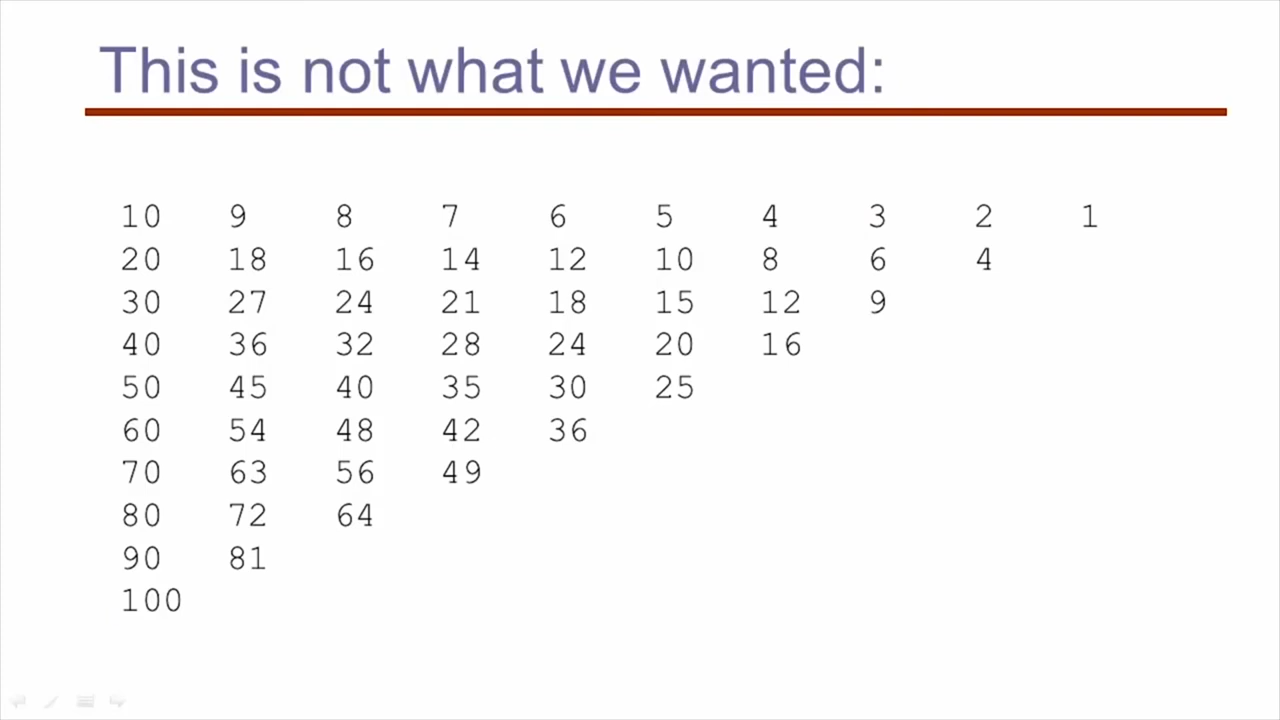 This is not what we wanted:
10 9 8 7 6 5 4 3 2 1
20 18 16 14 12 10 8 6 4
30 27 24 21 18 15 12 9
40 36 32 28 24 20 16
50 45 40 35 30 25
60 54 48 42 36
70 63 56 49
80 72 64
90 81
100